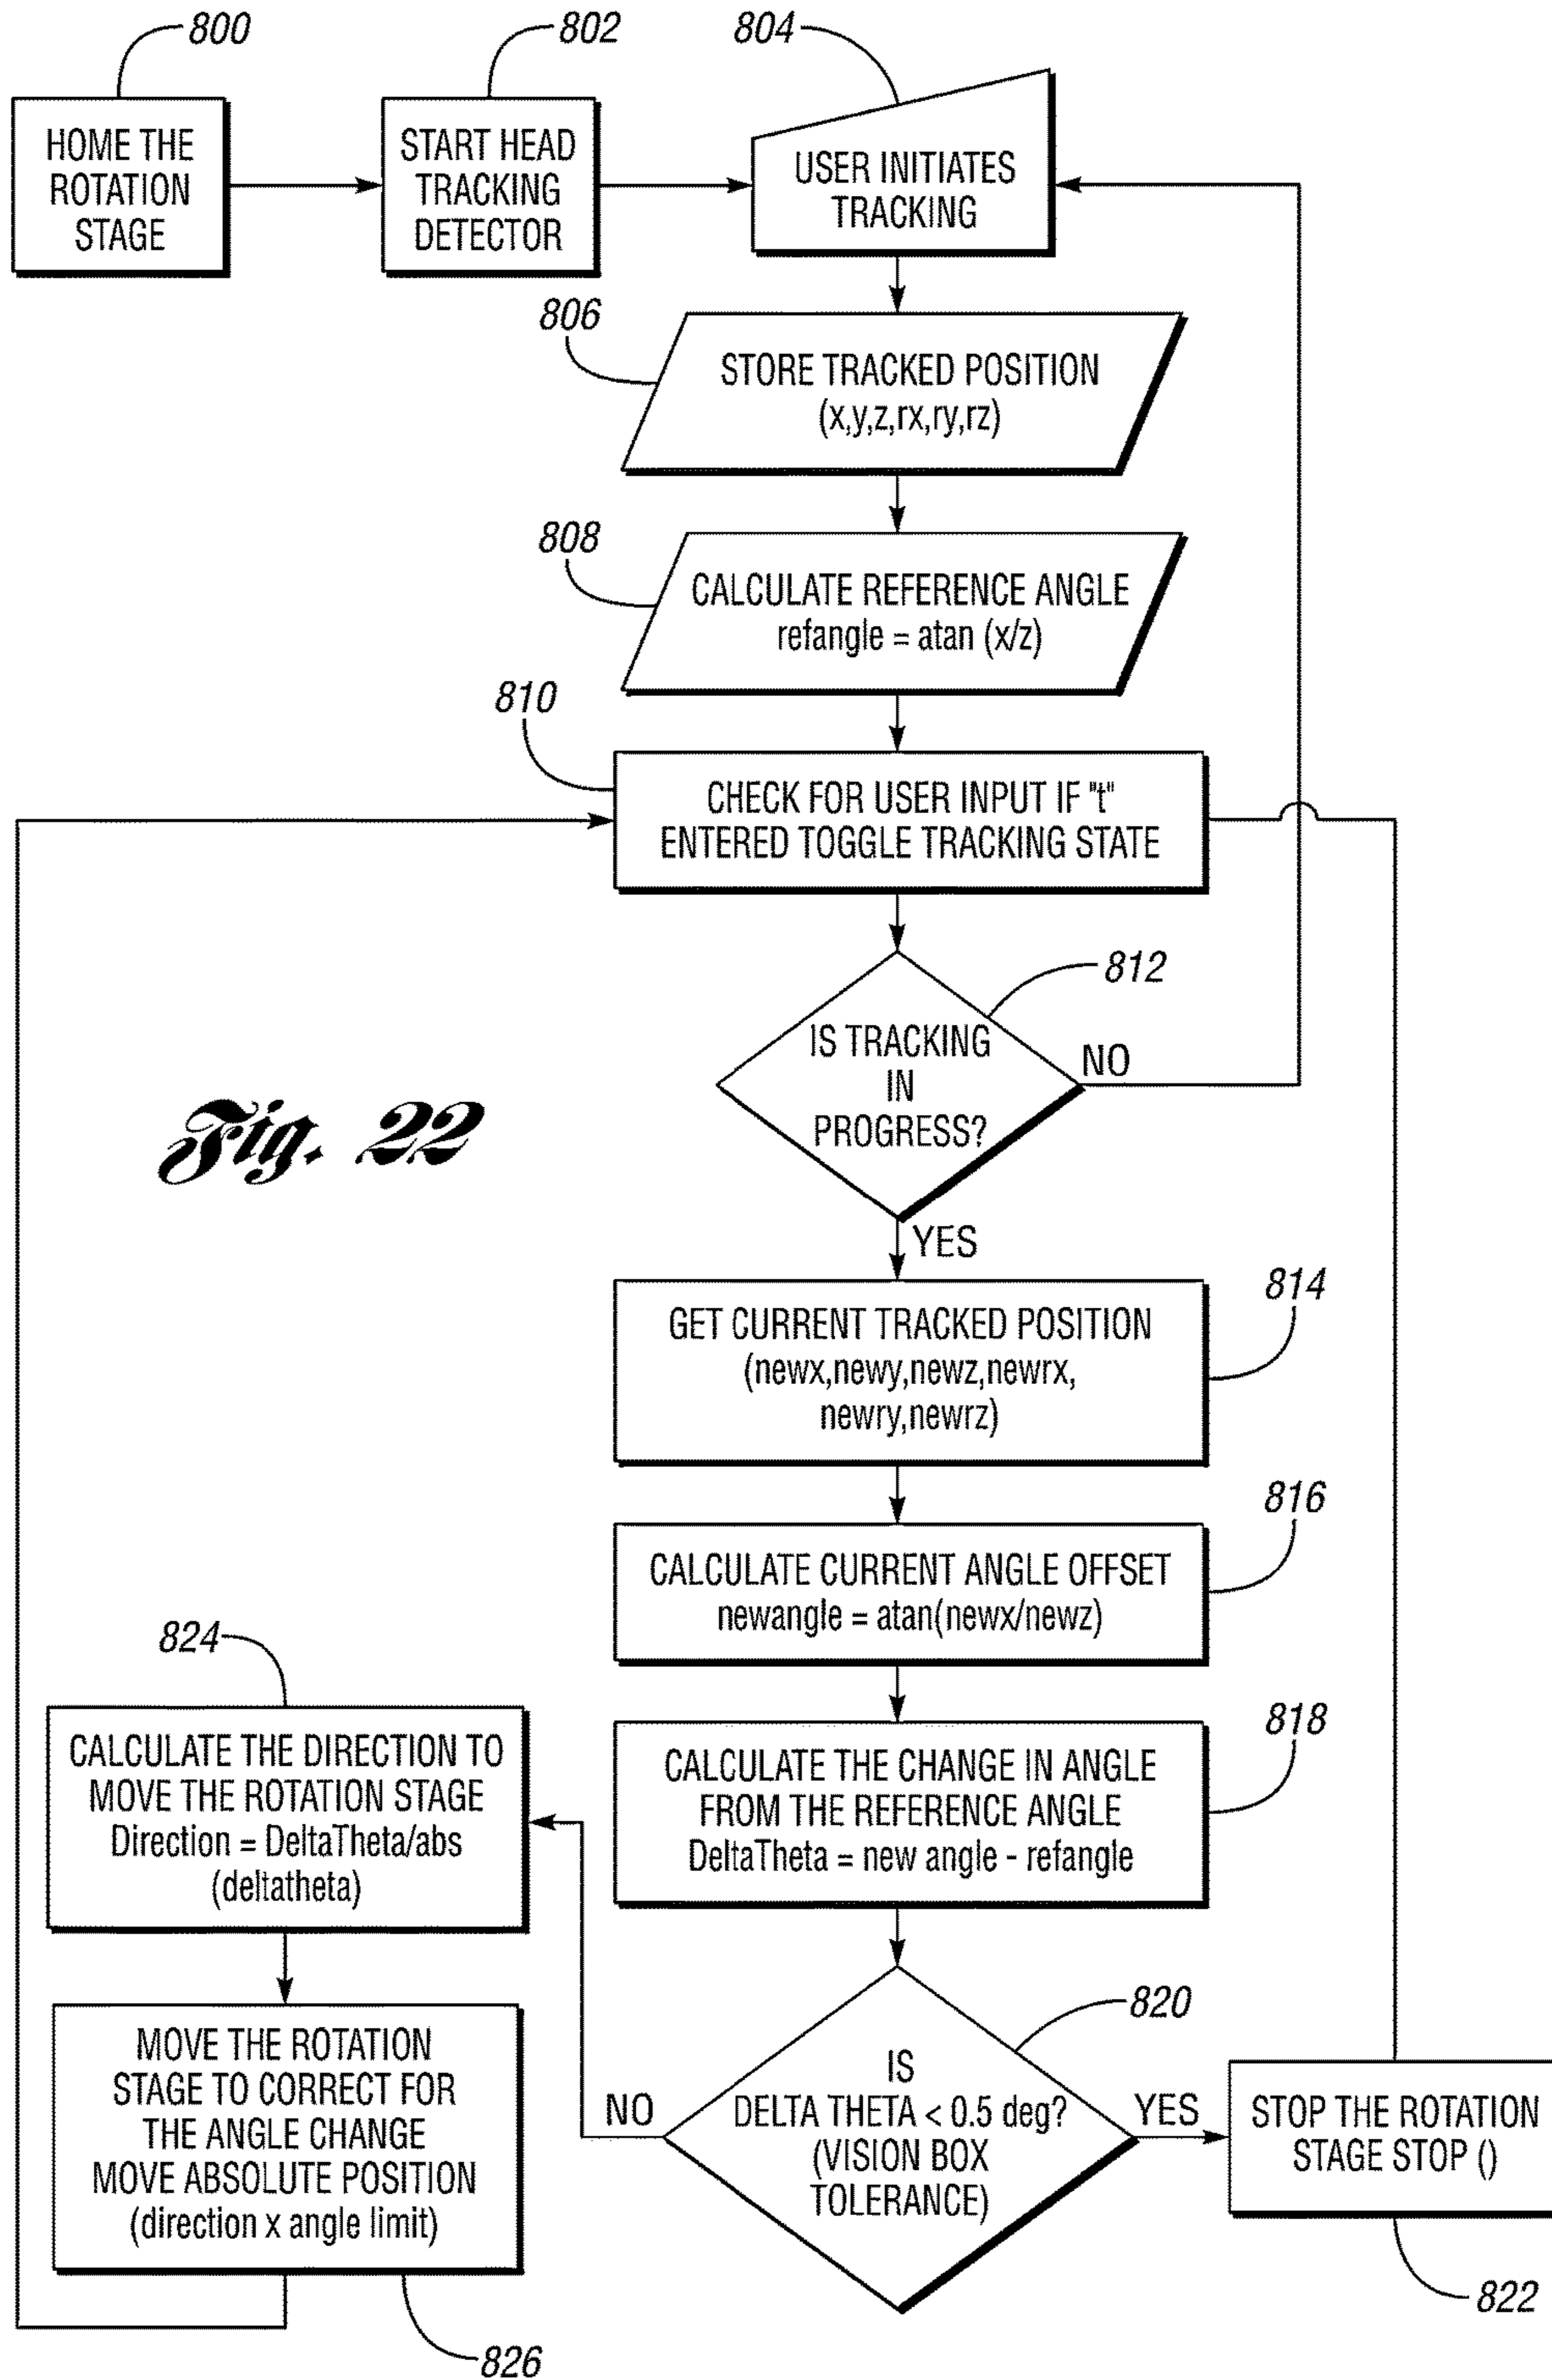 800
802
804
HOME THE
ROTATION
STAGE
START HEAD
TRACKING
DETECTOR
USER INITIATES
TRACKING
806
STORE TRACKED POSITION
(x,y,z,rx,ry,rz)
808
CALCULATE REFERENCE ANGLE
refangle = atan (x/z)
810
CHECK FOR USER INPUT IF "t"
ENTERED TOGGLE TRACKING STATE
812
IS TRACKING
IN
PROGRESS?
NO
YES
Fig. 22
814
GET CURRENT TRACKED POSITION
(newx,newy,newz,newrx,
newry,newrz)
816
CALCULATE CURRENT ANGLE OFFSET
newangle = atan(newx/newz)
818
CALCULATE THE CHANGE IN ANGLE
FROM THE REFERENCE ANGLE
DeltaTheta = new angle - refangle
824
CALCULATE THE DIRECTION TO
MOVE THE ROTATION STAGE
Direction = DeltaTheta/abs
(deltatheta)
820
IS
DELTA THETA < 0.5 deg?
(VISION BOX
TOLERANCE)
NO
YES
MOVE THE ROTATION
STAGE TO CORRECT FOR
THE ANGLE CHANGE
MOVE ABSOLUTE POSITION
(direction x angle limit)
826
STOP THE ROTATION
STAGE STOP ()
822